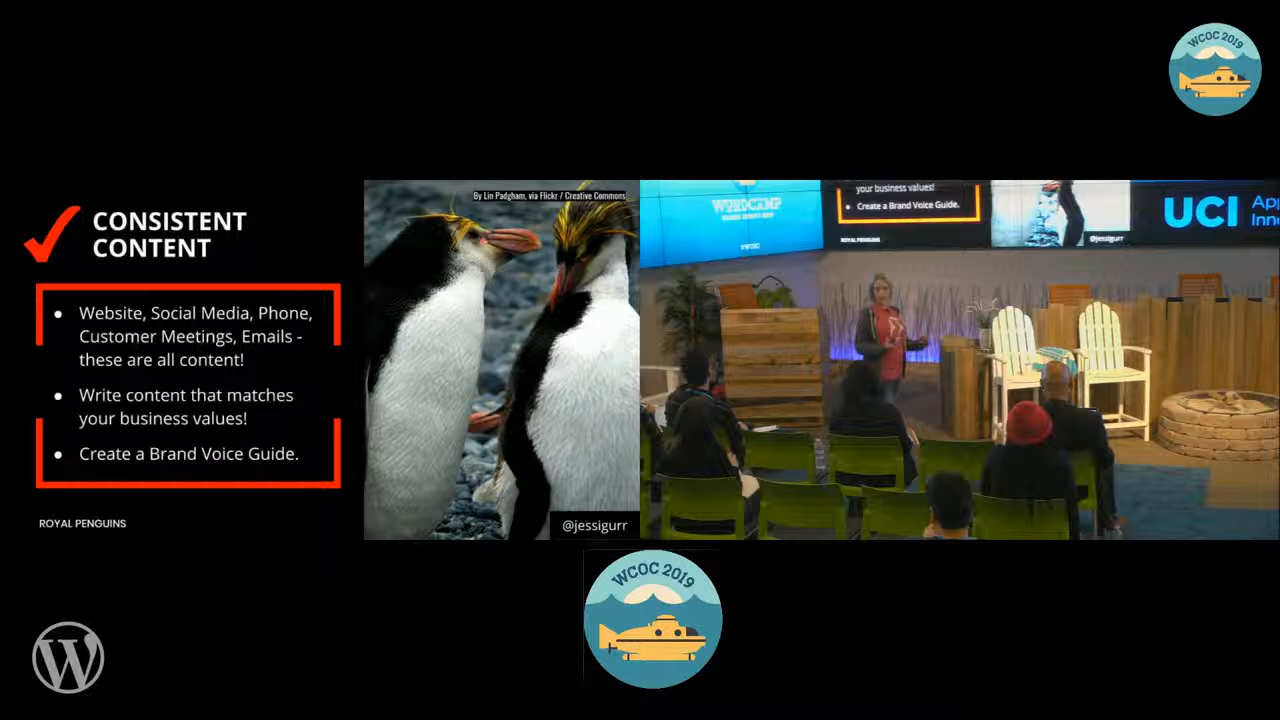 WCOC 2019
CONSISTENT
CONTENT
● Website, Social Media, Phone,
Customer Meetings, Emails -
these are all content!
● Write content that matches
your business values!
● Create a Brand Voice Guide.
ROYAL PENGUINS
By Lin Padgham, via Flickr / Creative Commons
@jessigurr
WORDCAMP
your business values!
● Create a Brand Voice Guide.
ROYAL PENGUINS
@jessigurr
UCI
WCOC 2019
W